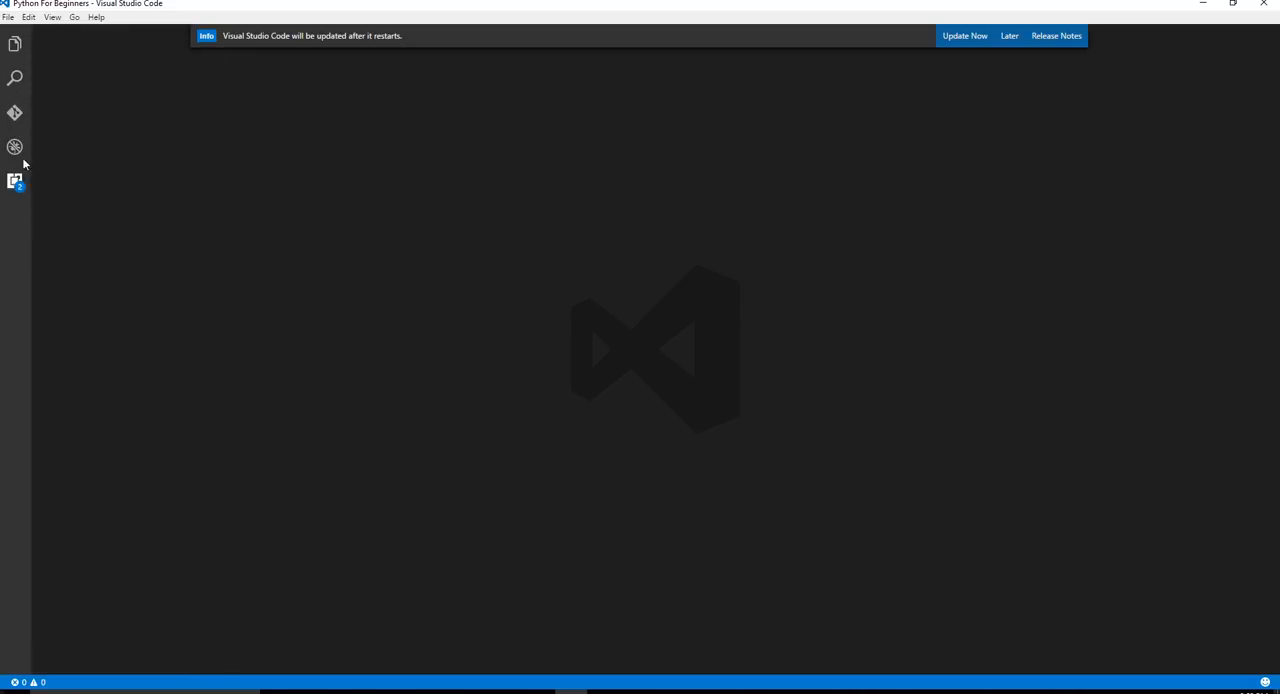 Python For Beginners - Visual Studio Code
File Edit View Go Help
Info Visual Studio Code will be updated after it restarts. Update Now Later Release Notes
2
0 0